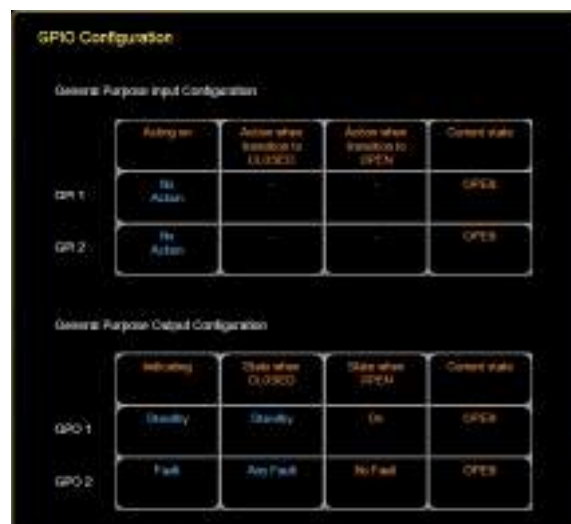 GPIO Configuration
General Purpose Input Configuration
Acting on
Action when transition to CLOSED
Action when transition to OPEN
Current state
GPI 1
No Action
-
-
OPEN
GPI 2
No Action
-
-
OPEN
General Purpose Output Configuration
Indicating
State when CLOSED
State when OPEN
Current state
GPO 1
Standby
Standby
On
OPEN
GPO 2
Fault
Any Fault
No Fault
OPEN